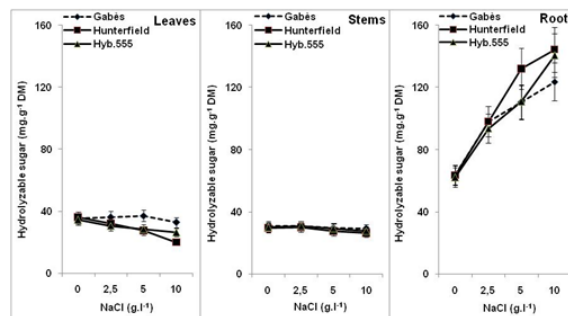 Leaves
Gabès
Hunterfield
Hyb.555
Hydrolyzable sugar (mg.g⁻¹ DM)
160
120
80
40
0
0 2,5 5 10
NaCl (g.l⁻¹)
Stems
Gabès
Hunterfield
Hyb.555
Hydrolyzable sugar (mg.g⁻¹ DM)
160
120
80
40
0
0 2,5 5 10
NaCl (g.l⁻¹)
Root
Gabès
Hunterfield
Hyb.555
Hydrolyzable sugar (mg.g⁻¹ DM)
160
120
80
40
0
0 2,5 5 10
NaCl (g.l⁻¹)